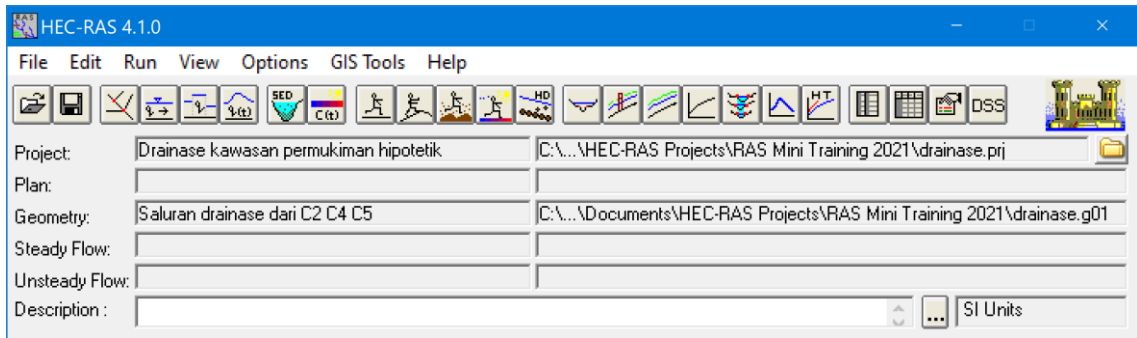 HEC-RAS 4.1.0
File Edit Run View Options GIS Tools Help
SED C(t) HD HT DSS
Project: Drainase kawasan permukiman hipotetik C:\...\HEC-RAS Projects\RAS Mini Training 2021\drainase.prj
Plan:
Geometry: Saluran drainase dari C2 C4 C5 C:\...\Documents\HEC-RAS Projects\RAS Mini Training 2021\drainase.g01
Steady Flow:
Unsteady Flow:
Description : ... SI Units